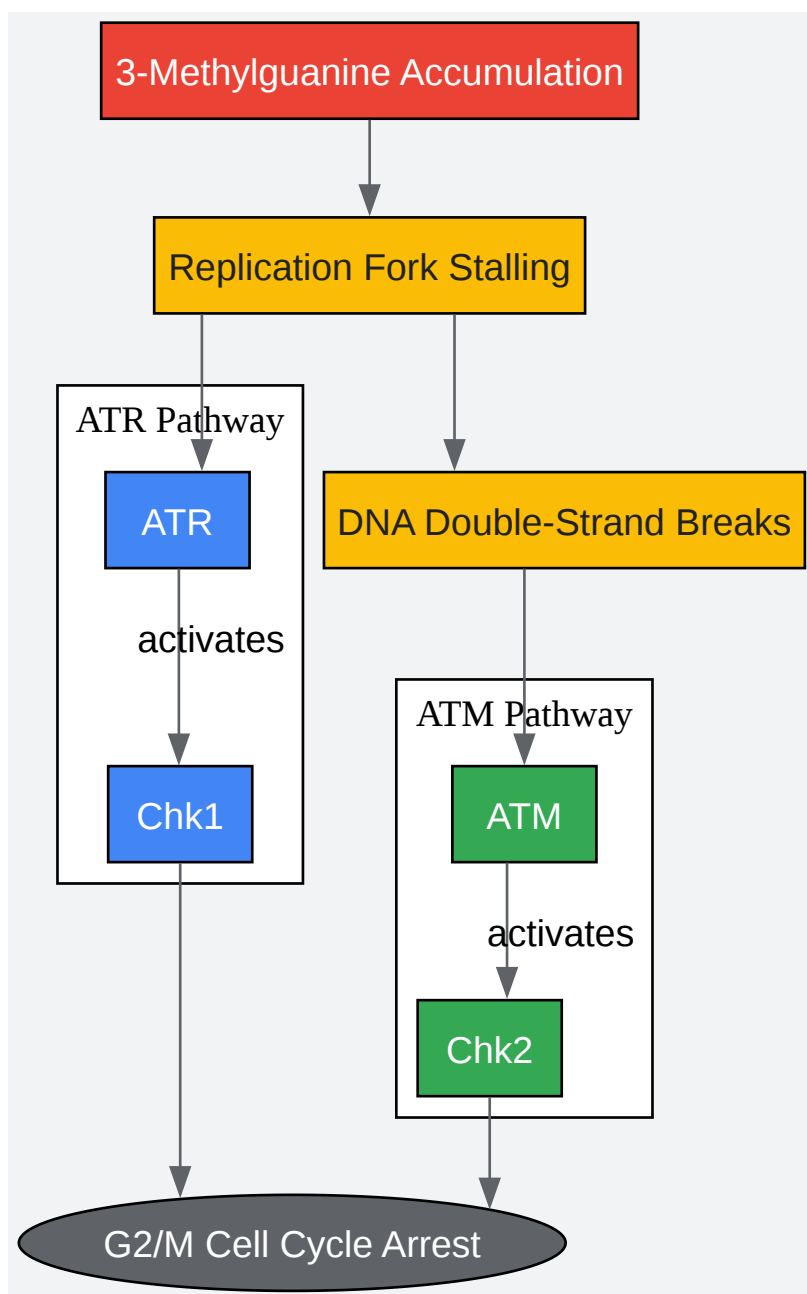 3-Methylguanine Accumulation
Replication Fork Stalling
ATR Pathway
ATR
DNA Double-Strand Breaks
activates
ATM Pathway
Chk1
ATM
activates
Chk2
G2/M Cell Cycle Arrest